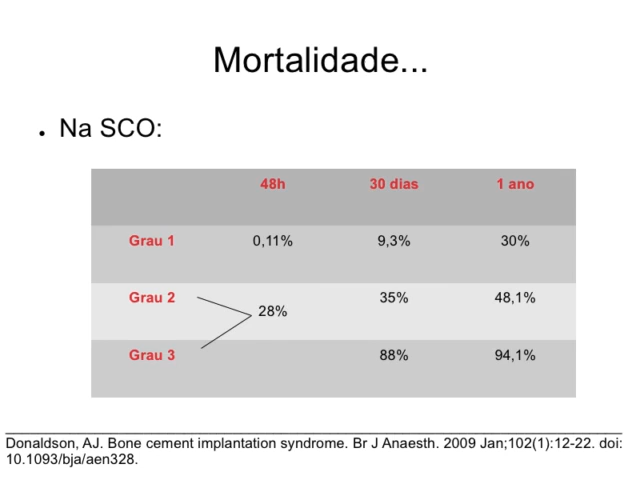 Mortalidade...
● Na SCO:
48h 30 dias 1 ano
Grau 1 0,11% 9,3% 30%
Grau 2 35% 48,1%
28%
Grau 3 88% 94,1%
Donaldson, AJ. Bone cement implantation syndrome. Br J Anaesth. 2009 Jan;102(1):12-22. doi:
10.1093/bja/aen328.